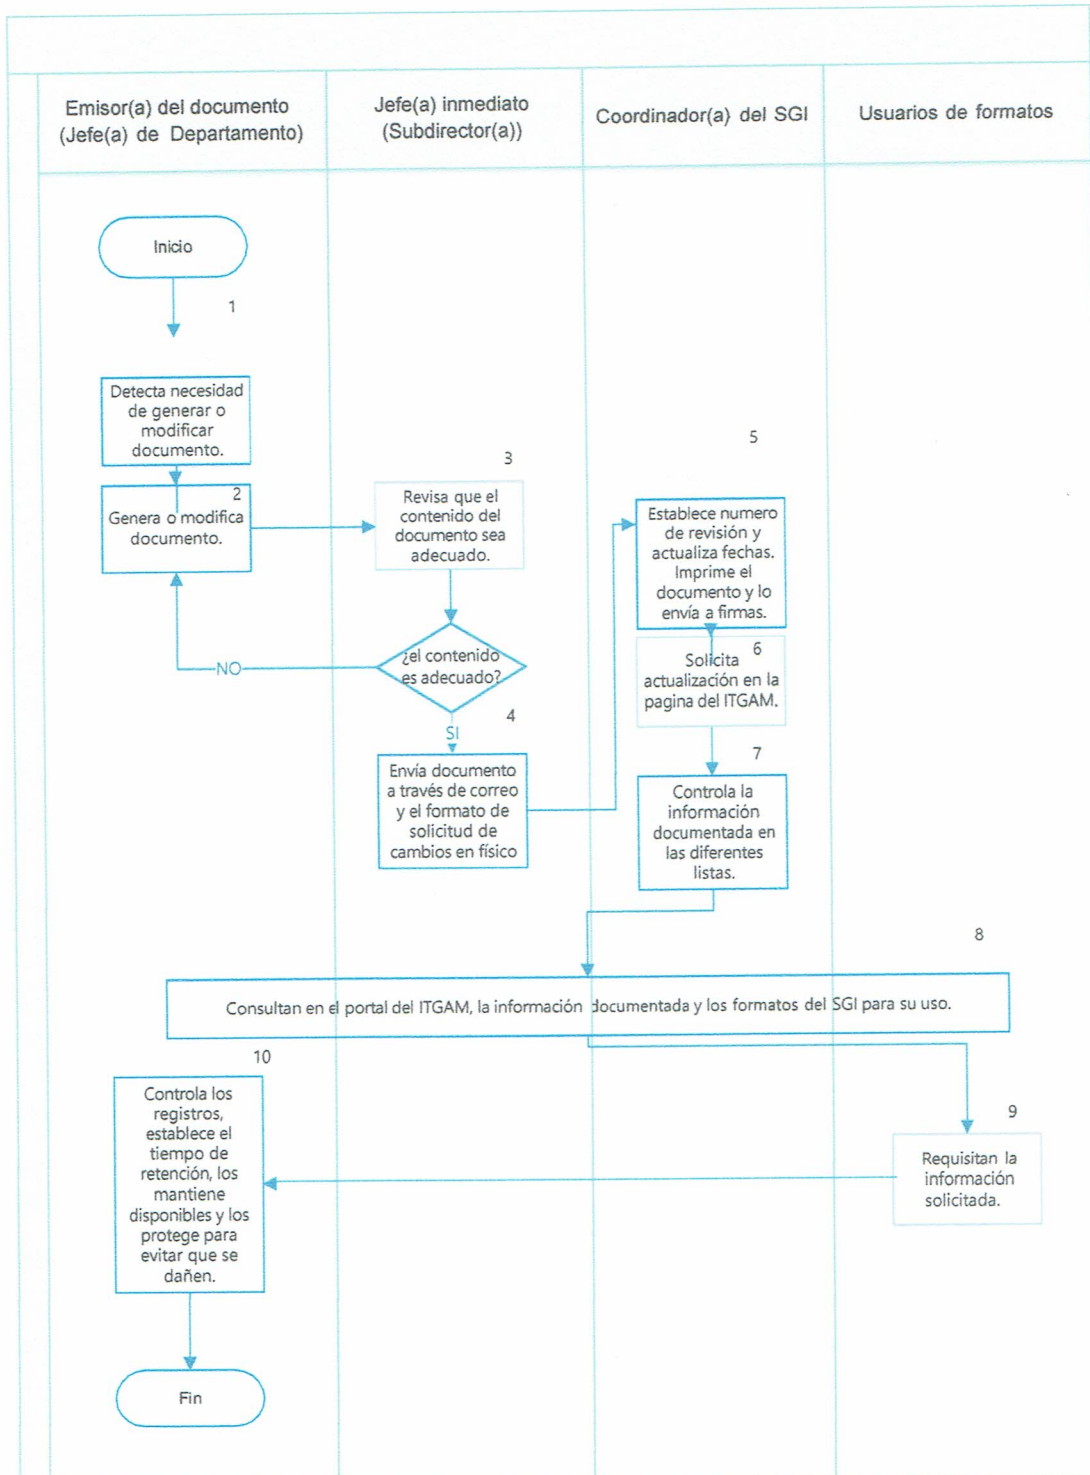 Emisor(a) del documento
(Jefe(a) de Departamento)
Jefe(a) inmediato
(Subdirector(a))
Coordinador(a) del SGI
Usuarios de formatos
Inicio
1
Detecta necesidad
de generar o
modificar
documento.
2
Genera o modifica
documento.
3
Revisa que el
contenido del
documento sea
adecuado.
¿el contenido
es adecuado?
NO
4
SI
Envía documento
a través de correo
y el formato de
solicitud de
cambios en físico
5
Establece numero
de revisión y
actualiza fechas.
Imprime el
documento y lo
envía a firmas.
6
Solicita
actualización en la
pagina del ITGAM.
7
Controla la
información
documentada en
las diferentes
listas.
8
Consultan en el portal del ITGAM, la información documentada y los formatos del SGI para su uso.
9
Requisitan la
información
solicitada.
10
Controla los
registros,
establece el
tiempo de
retención, los
mantiene
disponibles y los
protege para
evitar que se
dañen.
Fin